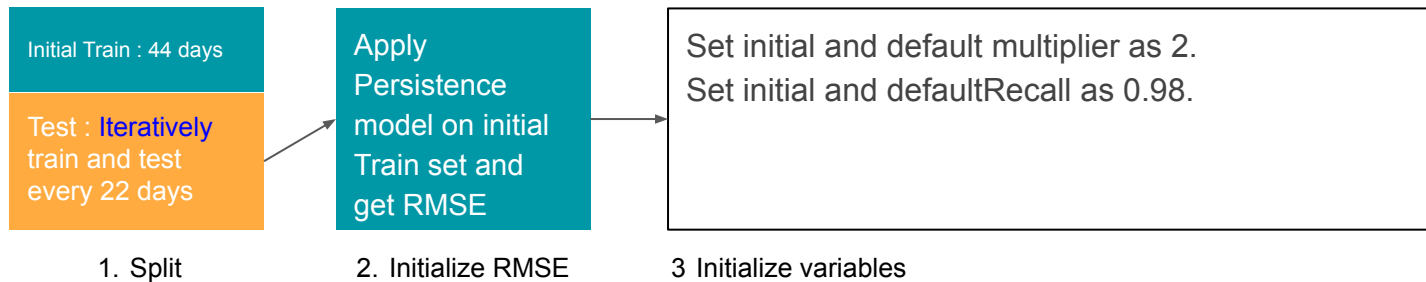 Initial Train : 44 days
Test : Iteratively
train and test
every 22 days
1. Split
Apply
Persistence
model on initial
Train set and
get RMSE
2. Initialize RMSE
Set initial and default multiplier as 2.
Set initial and defaultRecall as 0.98.
3 Initialize variables